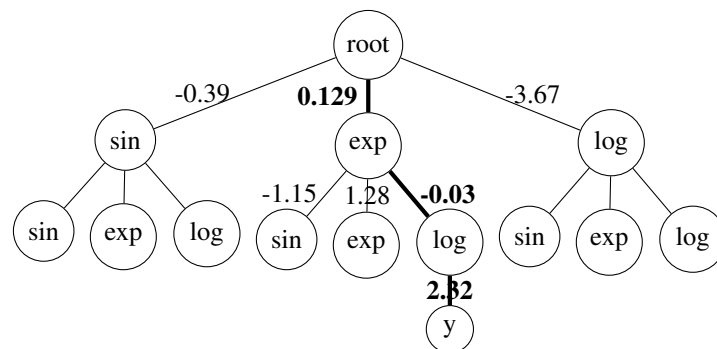 root
-0.39 0.129 -3.67
sin exp log
-1.15 1.28 -0.03
sin exp log sin exp log sin exp log
2.32
y